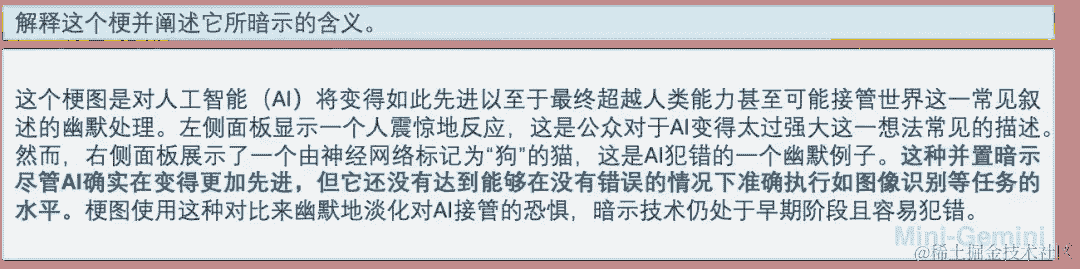 解释这个梗并阐述它所暗示的含义。
这个梗图是对人工智能（AI）将变得如此先进以至于最终超越人类能力甚至可能接管世界这一常见叙
述的幽默处理。左侧面板显示一个人震惊地反应，这是公众对于AI变得太过强大这一想法常见的描述。
然而，右侧面板展示了一个由神经网络标记为“狗”的猫，这是AI犯错的一个幽默例子。这种并置暗示
尽管AI确实在变得更加先进，但它还没有达到能够在没有错误的情况下准确执行如图像识别等任务的
水平。梗图使用这种对比来幽默地淡化对AI接管的恐惧，暗示技术仍处于早期阶段且容易犯错。
Mini-Gemini
@稀土掘金技术社区